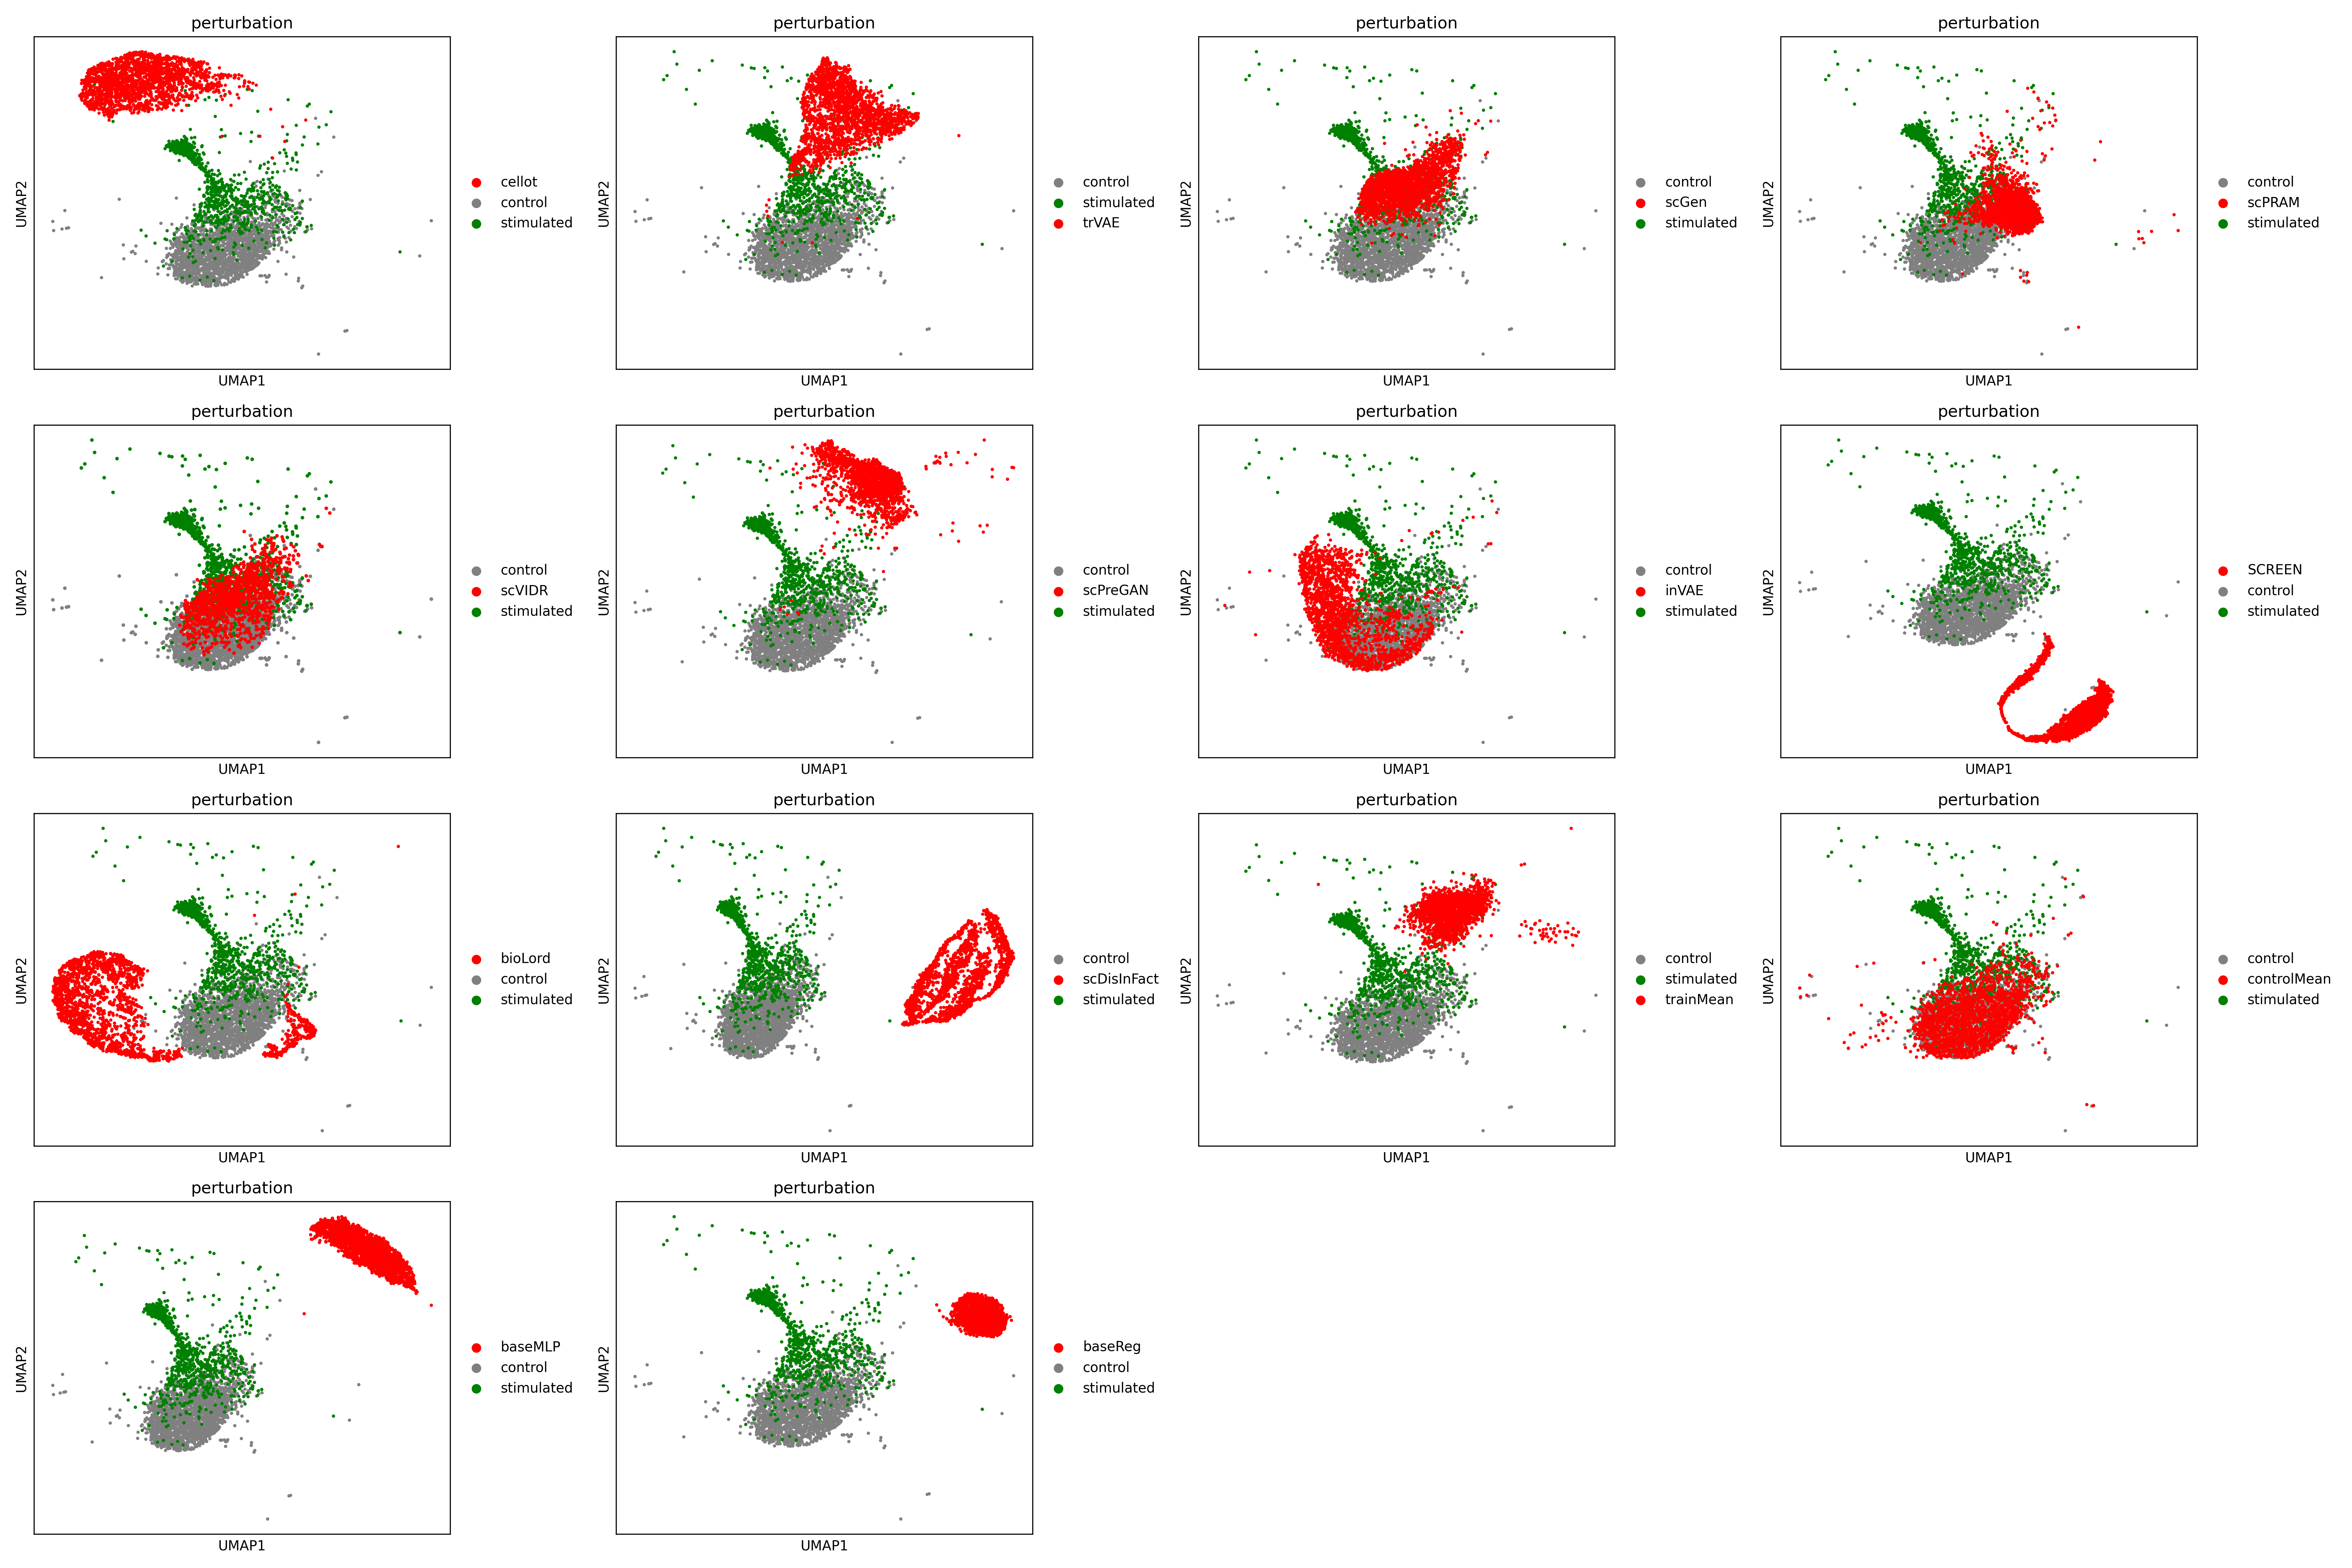 perturbation
UMAP2
UMAP1
cellot
control
stimulated
perturbation
UMAP2
UMAP1
control
stimulated
trVAE
perturbation
UMAP2
UMAP1
control
scGen
stimulated
perturbation
UMAP2
UMAP1
control
scPRAM
stimulated
perturbation
UMAP2
UMAP1
control
scVIDR
stimulated
perturbation
UMAP2
UMAP1
control
scPreGAN
stimulated
perturbation
UMAP2
UMAP1
control
inVAE
stimulated
perturbation
UMAP2
UMAP1
SCREEN
control
stimulated
perturbation
UMAP2
UMAP1
bioLord
control
stimulated
perturbation
UMAP2
UMAP1
control
scDisInFact
stimulated
perturbation
UMAP2
UMAP1
control
stimulated
trainMean
perturbation
UMAP2
UMAP1
control
controlMean
stimulated
perturbation
UMAP2
UMAP1
baseMLP
control
stimulated
perturbation
UMAP2
UMAP1
baseReg
control
stimulated